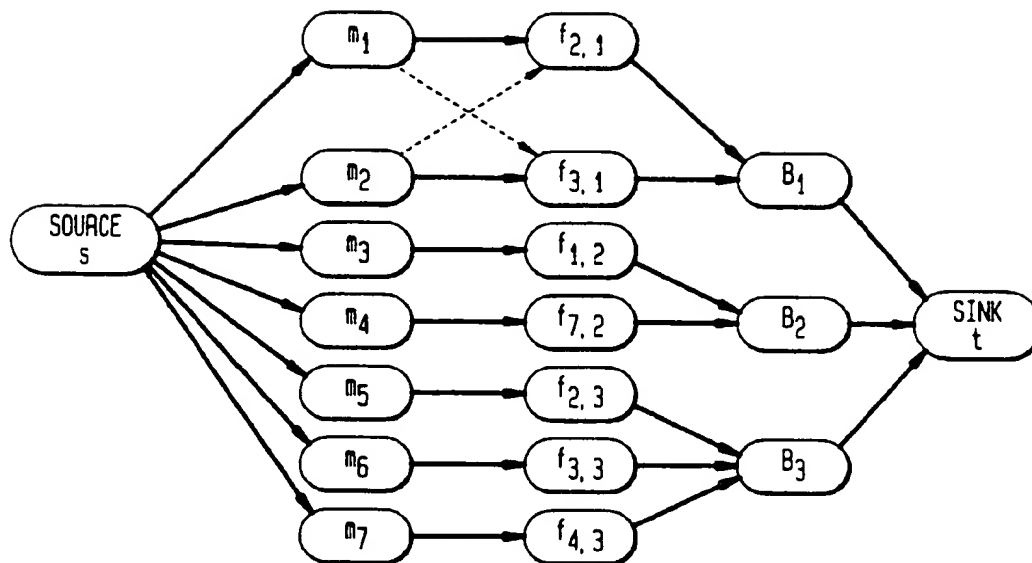 m1
f2, 1
m2
f3, 1
B1
SOURCE
s
m3
f1, 2
m4
f7, 2
B2
SINK
t
m5
f2, 3
m6
f3, 3
B3
m7
f4, 3